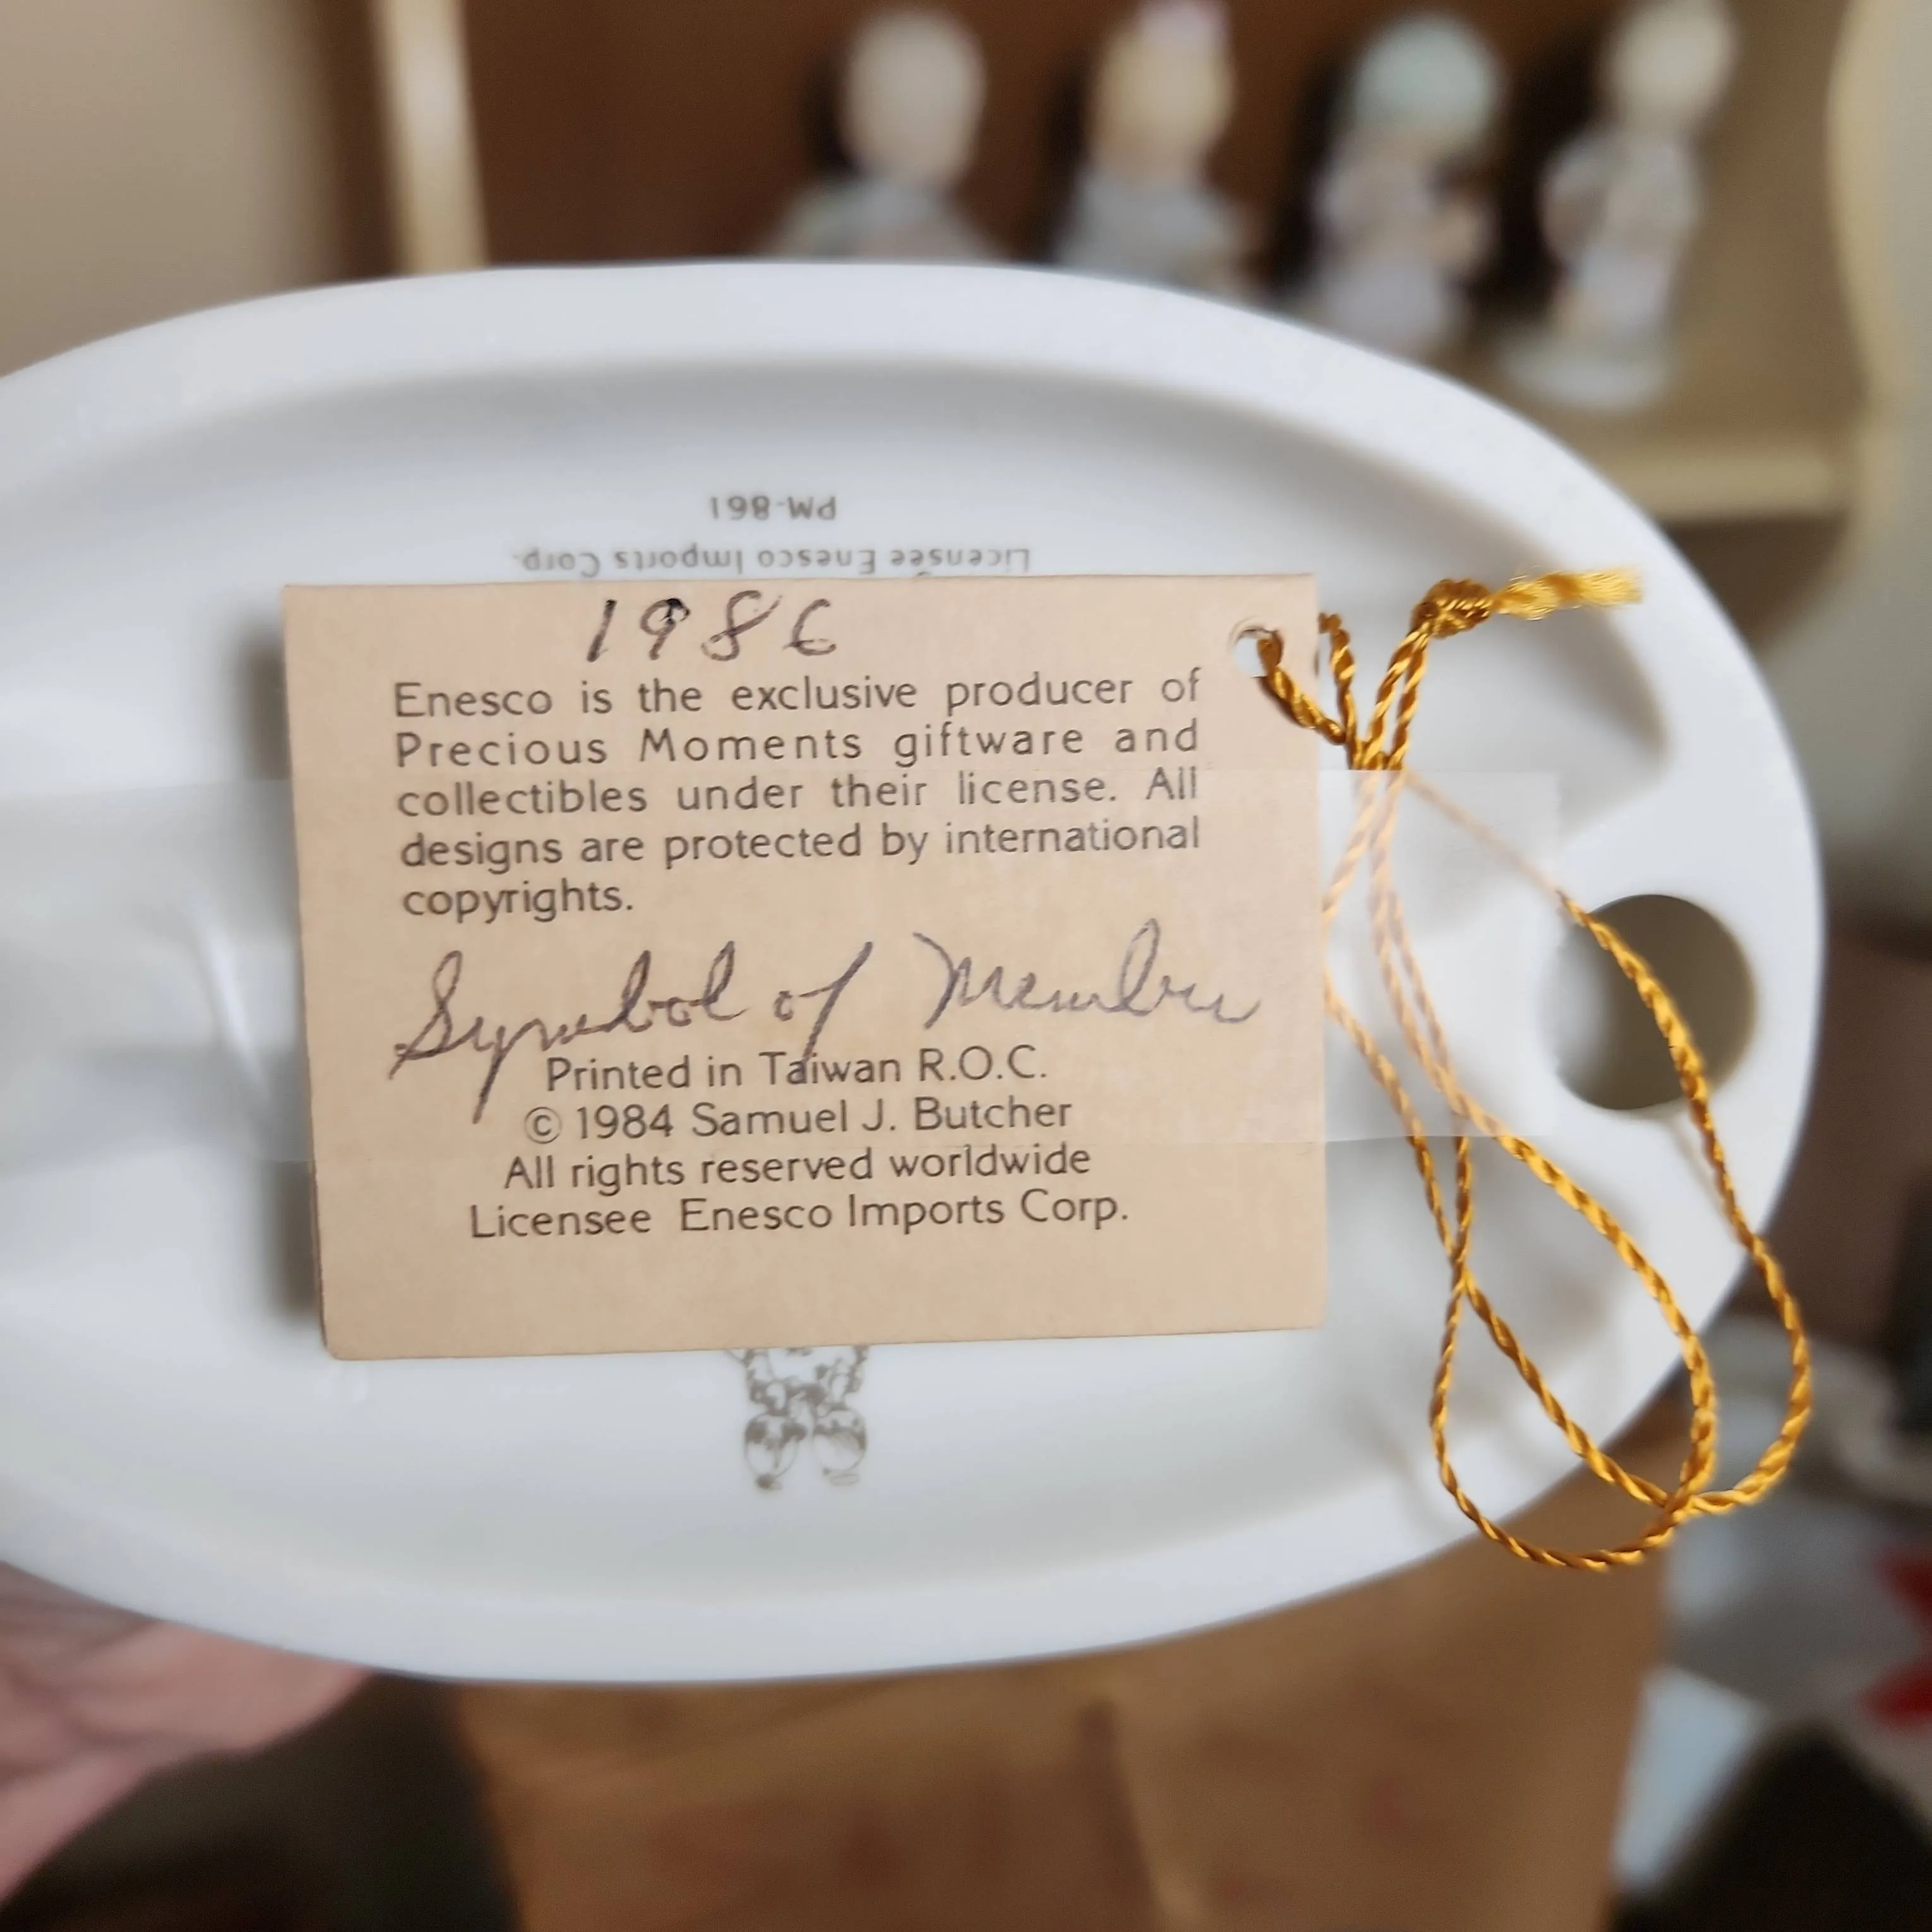 PM-861
Licensee Enesco Imports Corp.
1986
Enesco is the exclusive producer of
Precious Moments giftware and
collectibles under their license. All
designs are protected by international
copyrights.
Symbol of Member
Printed in Taiwan R.O.C.
© 1984 Samuel J. Butcher
All rights reserved worldwide
Licensee Enesco Imports Corp.